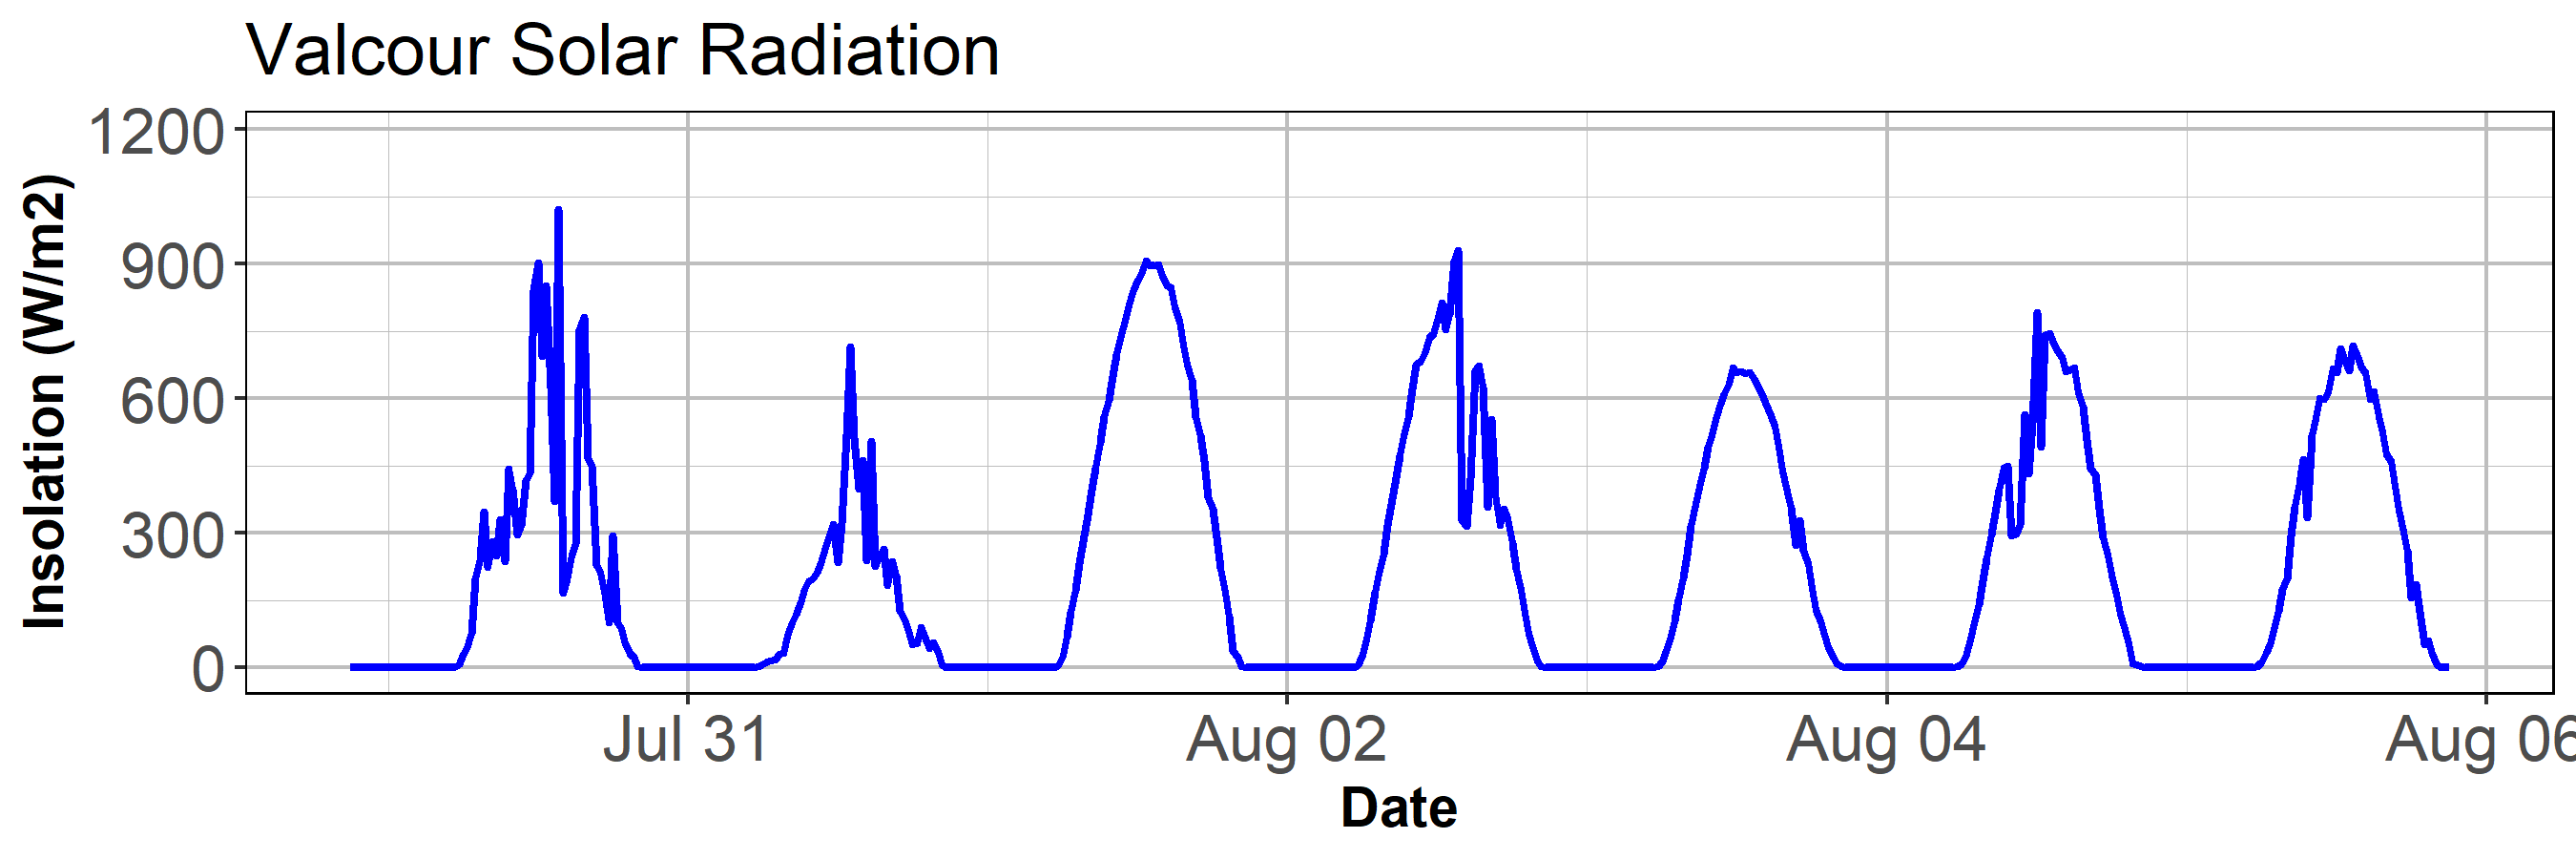 Valcour Solar Radiation
1200
900
600
300
0
Insolation (W/m2)
Jul 31 Aug 02 Aug 04 Aug 06
Date